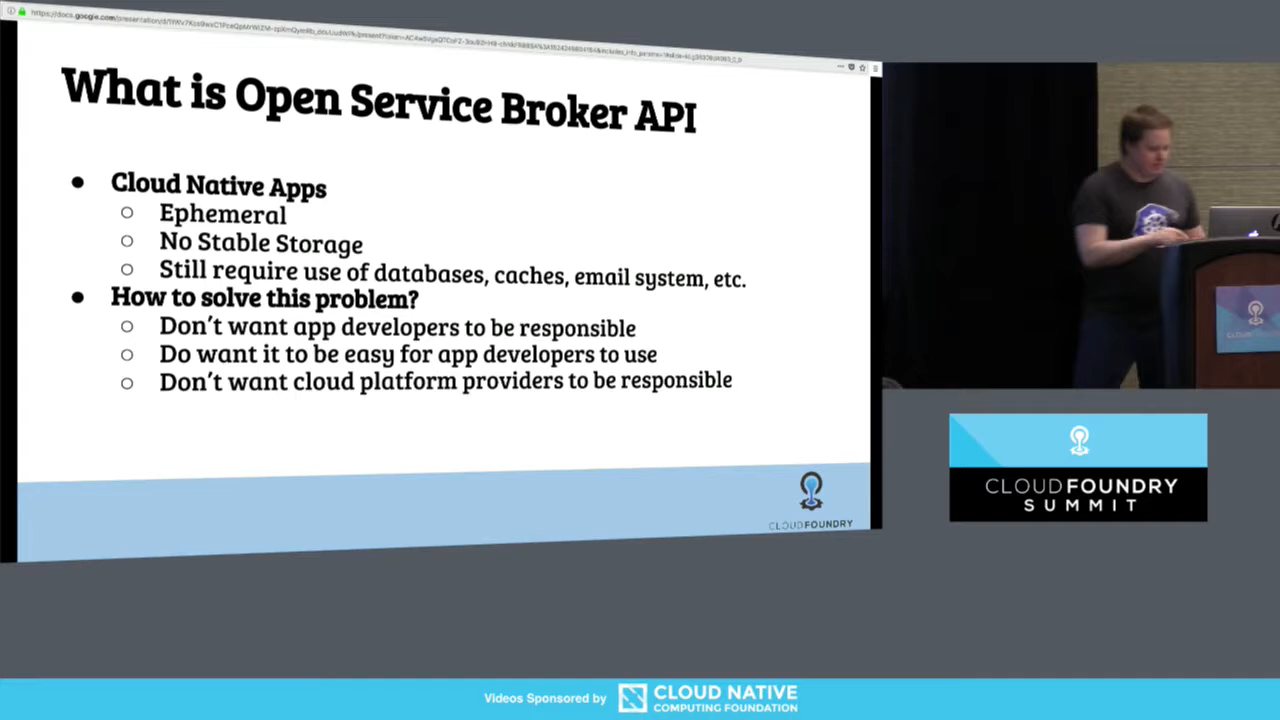 What is Open Service Broker API
● Cloud Native Apps
○ Ephemeral
○ No Stable Storage
○ Still require use of databases, caches, email system, etc.
● How to solve this problem?
○ Don't want app developers to be responsible
○ Do want it to be easy for app developers to use
○ Don't want cloud platform providers to be responsible
CLOUDFOUNDRY
CLOUDFOUNDRY
SUMMIT
Videos Sponsored by
CLOUD NATIVE
COMPUTING FOUNDATION